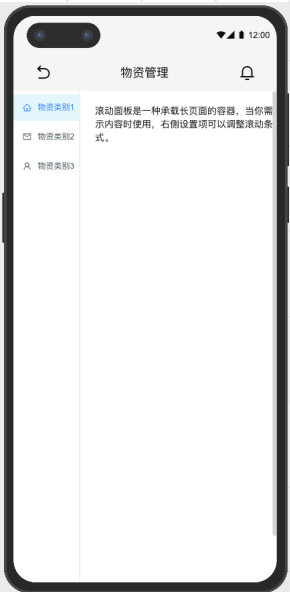 12:00
物资管理
物资类别1
物资类别2
物资类别3
滚动面板是一种承载长页面的容器，当你需
示内容时使用，右侧设置项可以调整滚动条
式。